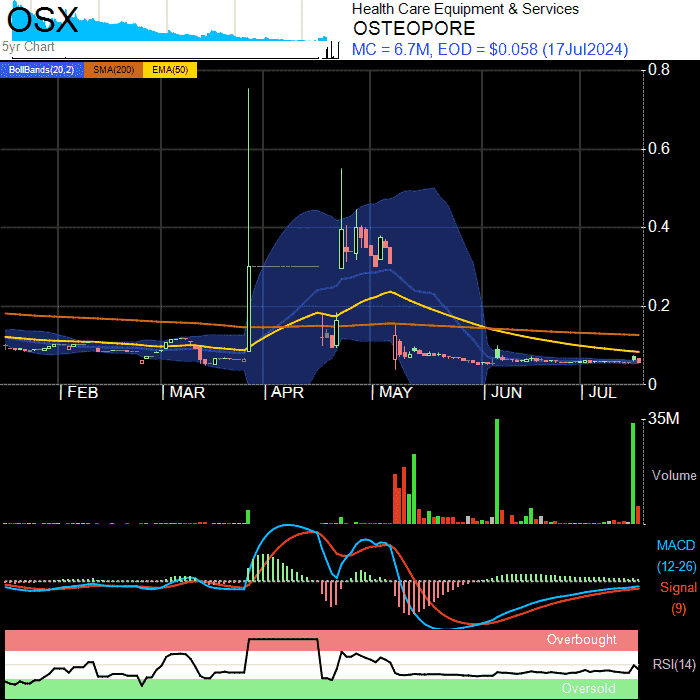 OSX
5yr Chart
Health Care Equipment & Services
OSTEOPORE
MC = 6.7M, EOD = $0.058 (17Jul2024)
BollBands(20,2) SMA(200) EMA(50)
0.8
0.6
0.4
0.2
0
FEB MAR APR MAY JUN JUL
35M
Volume
MACD
(12-26)
Signal
(9)
Overbought
RSI(14)
Oversold